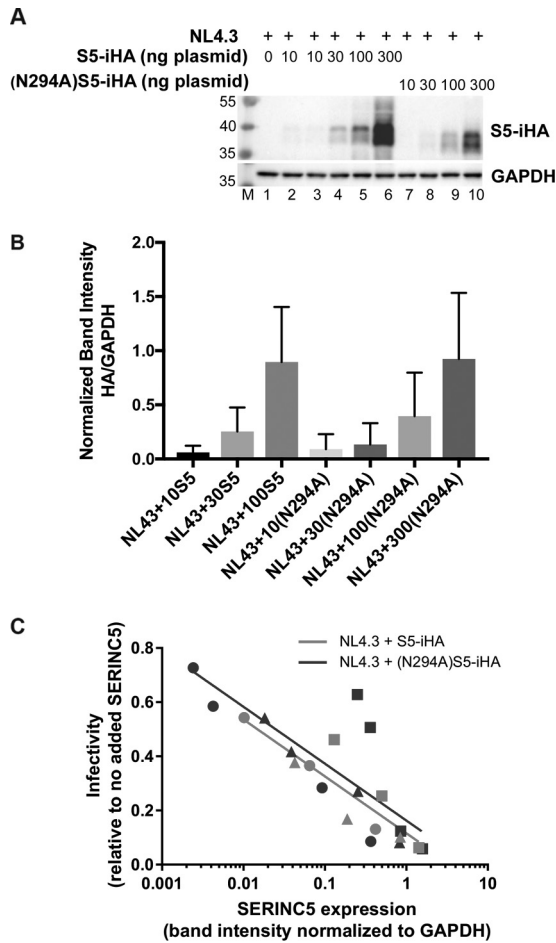 A
NL4.3 + + + + + + + + + +
S5-iHA (ng plasmid) 0 10 10 30 100 300
(N294A)S5-iHA (ng plasmid) 10 30 100 300
55
40
35
S5-iHA
35
GAPDH
M 1 2 3 4 5 6 7 8 9 10
B
Normalized Band Intensity
HA/GAPDH
2.0
1.5
1.0
0.5
0.0
NL43+10S5
NL43+30S5
NL43+100S5
NL43+10(N294A)
NL43+30(N294A)
NL43+100(N294A)
NL43+300(N294A)
C
NL4.3 + S5-iHA
NL4.3 + (N294A)S5-iHA
Infectivity
(relative to no added SERINC5)
0.8
0.6
0.4
0.2
0.0
0.001 0.01 0.1 1 10
SERINC5 expression
(band intensity normalized to GAPDH)